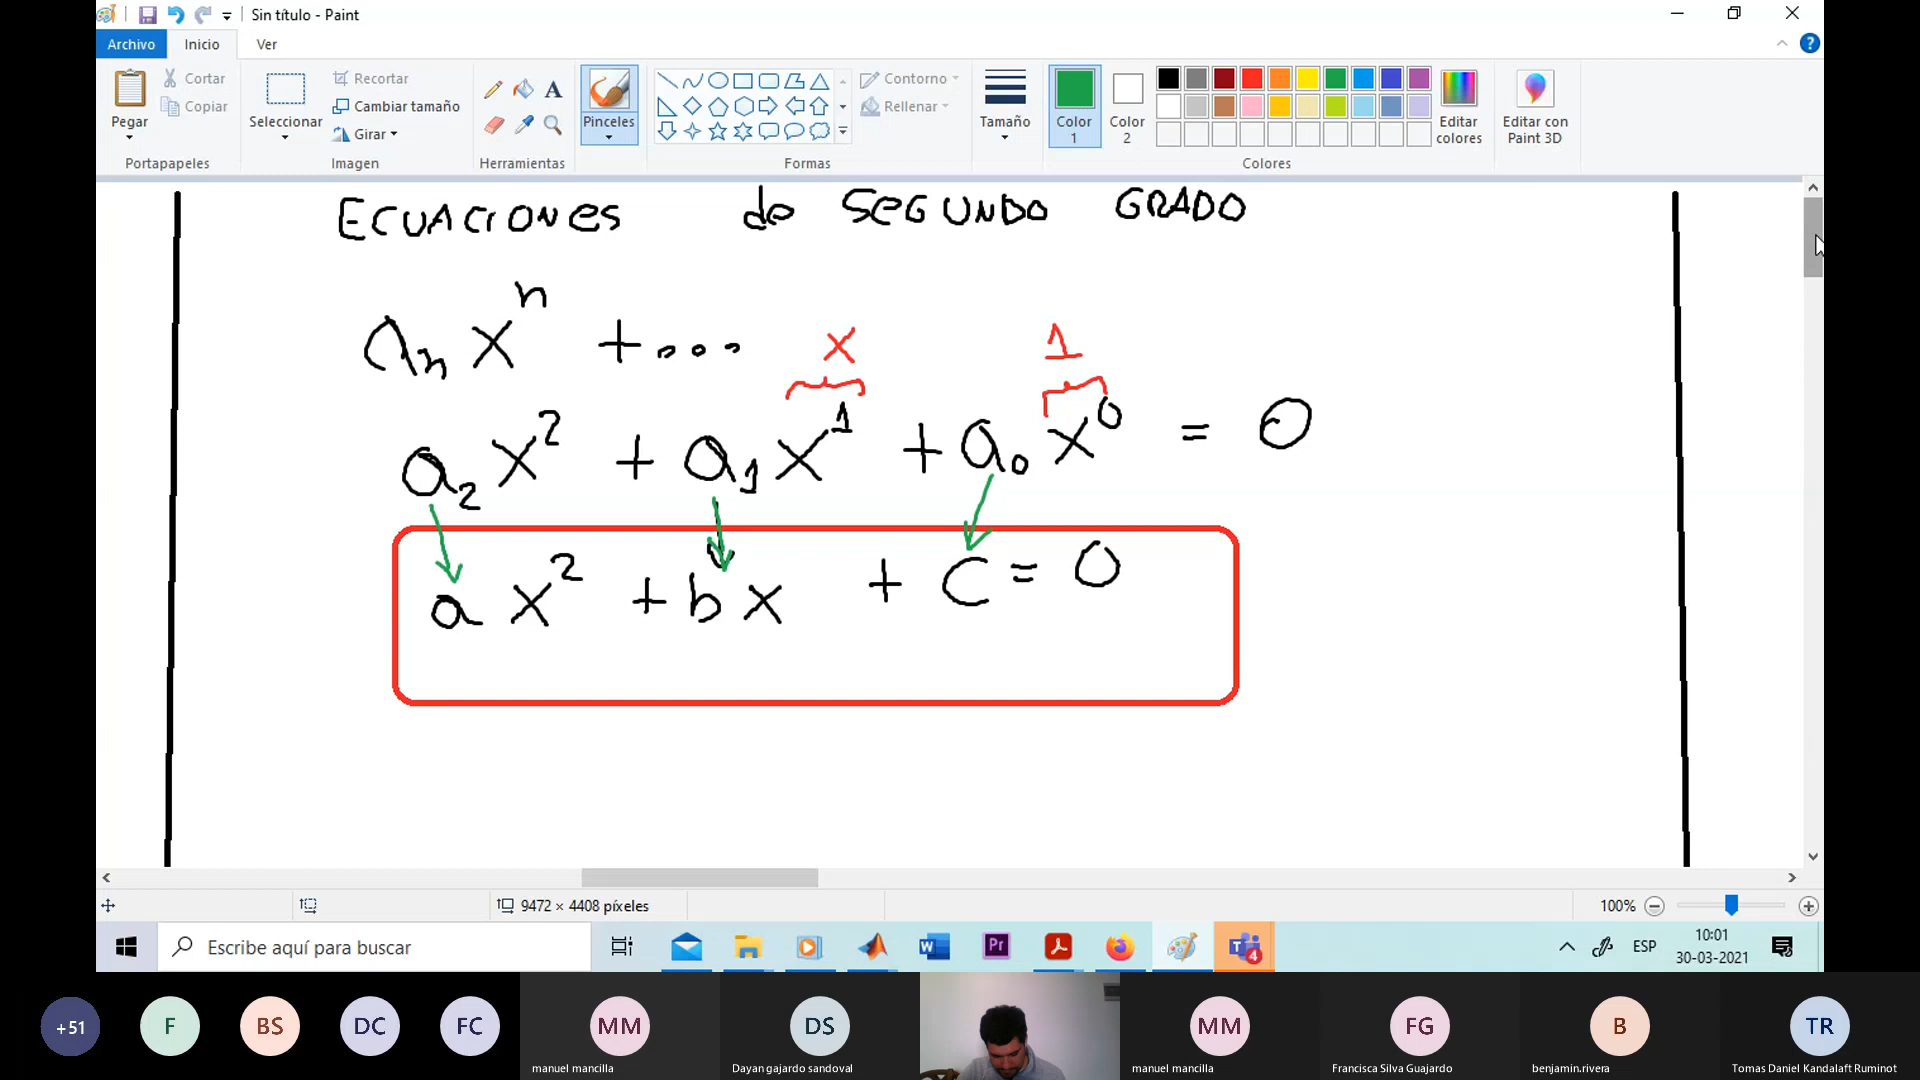 Sin título - Paint
Archivo Inicio Ver
Cortar
Copiar
Pegar
Portapapeles
Seleccionar
Recortar
Cambiar tamaño
Girar
Imagen
A
Herramientas
Pinceles
Contorno
Rellenar
Formas
Tamaño
Color 1
Color 2
Editar colores
Colores
Editar con Paint 3D
ECUACIONES de SEGUNDO GRADO
aₙ xⁿ + ...
x 1
a₂ x² + a₁ x¹ + a₀ x⁰ = 0
a x² + b x + c = 0
9472 × 4408 píxeles
100%
Escribe aquí para buscar
Pr
4
ESP
10:01
30-03-2021
+51 F BS DC FC MM DS MM FG B TR
manuel mancilla
Dayan gajardo sandoval
manuel mancilla
Francisca Silva Guajardo
benjamin.rivera
Tomas Daniel Kandalaft Ruminot